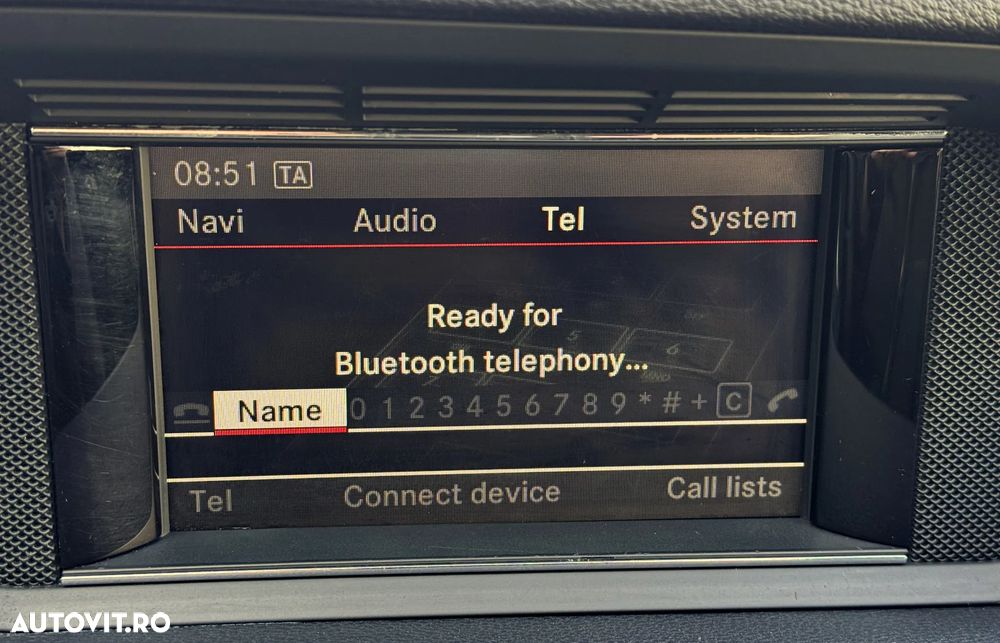 08:51 TA
Navi Audio Tel System
Ready for
Bluetooth telephony...
Name 0 1 2 3 4 5 6 7 8 9 * # + C
Tel Connect device Call lists
AUTOVIT.RO